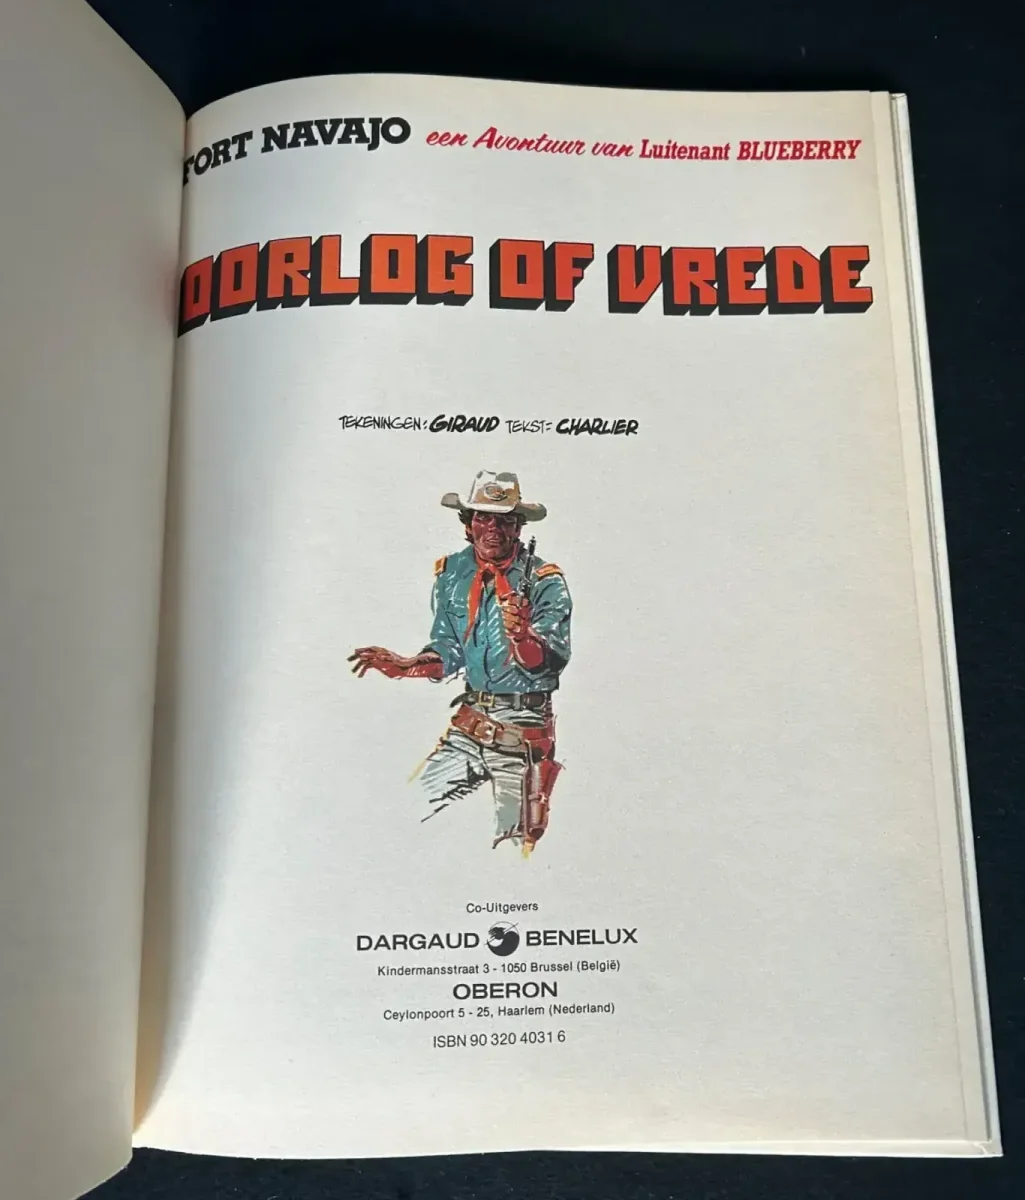 FORT NAVAJO een Avontuur van Luitenant BLUEBERRY
OORLOG OF VREDE
TEKENINGEN: GIRAUD TEKST= CHARLIER
Co-Uitgevers
DARGAUD BENELUX
Kindermansstraat 3 - 1050 Brussel (België)
OBERON
Ceylonpoort 5 - 25, Haarlem (Nederland)
ISBN 90 320 4031 6